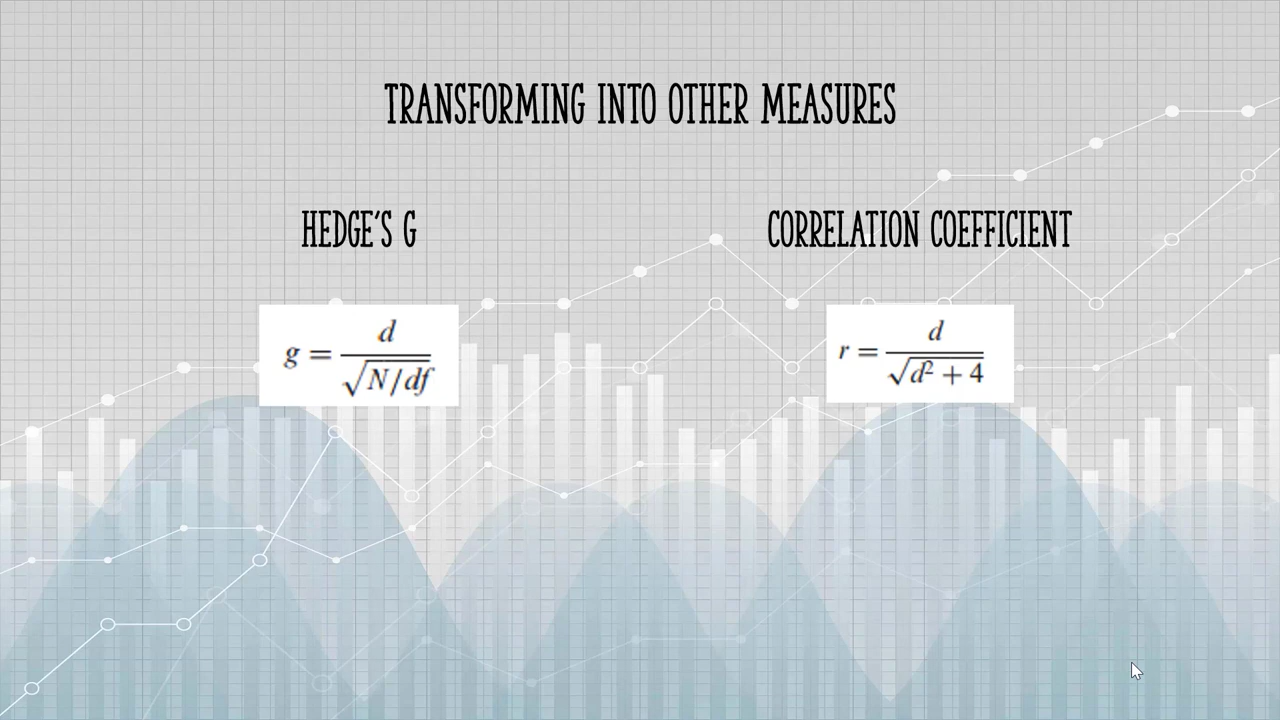 TRANSFORMING INTO OTHER MEASURES
HEDGE'S G
CORRELATION COEFFICIENT
g = d / √N/df
r = d / √d² + 4